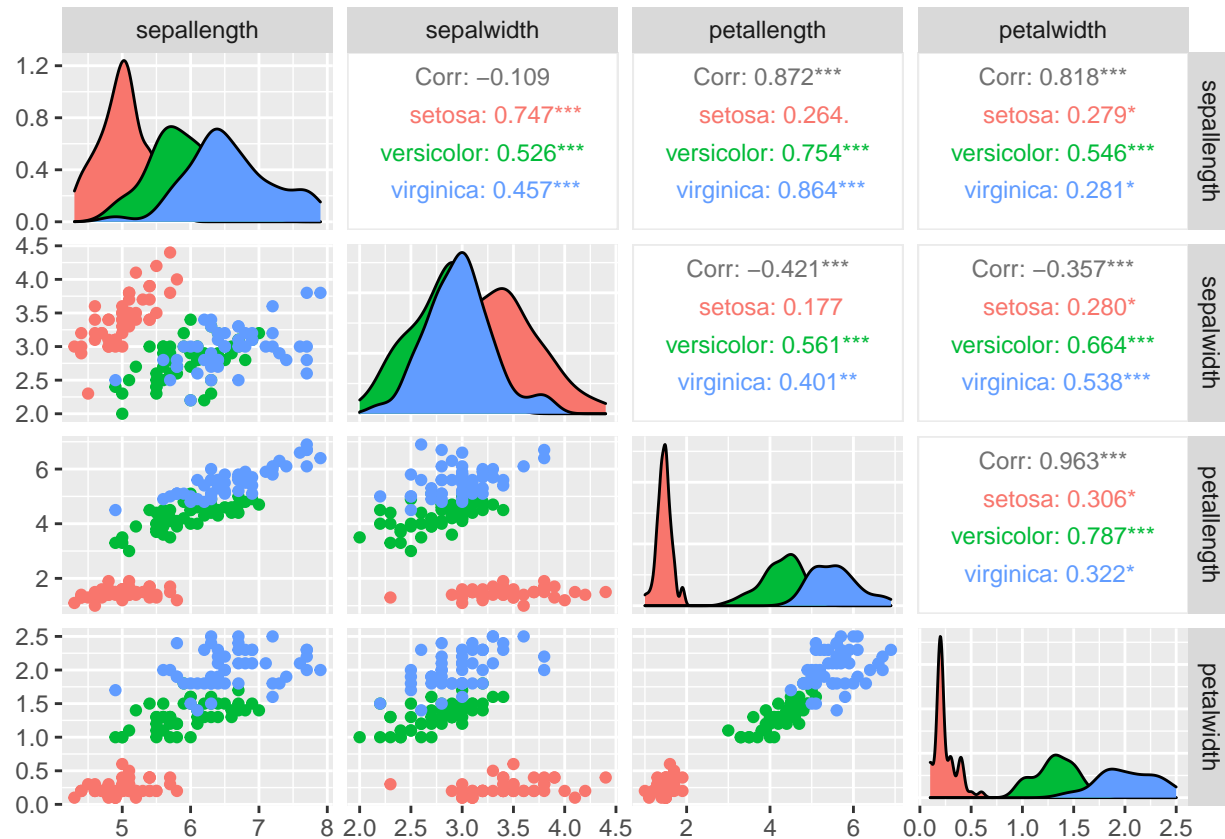 sepallength
sepalwidth
petallength
petalwidth
1.2
0.8
0.4
0.0
Corr: −0.109
setosa: 0.747***
versicolor: 0.526***
virginica: 0.457***
Corr: 0.872***
setosa: 0.264.
versicolor: 0.754***
virginica: 0.864***
Corr: 0.818***
setosa: 0.279*
versicolor: 0.546***
virginica: 0.281*
sepallength
4.5
4.0
3.5
3.0
2.5
2.0
Corr: −0.421***
setosa: 0.177
versicolor: 0.561***
virginica: 0.401**
Corr: −0.357***
setosa: 0.280*
versicolor: 0.664***
virginica: 0.538***
sepalwidth
6
4
2
Corr: 0.963***
setosa: 0.306*
versicolor: 0.787***
virginica: 0.322*
petallength
2.5
2.0
1.5
1.0
0.5
0.0
petalwidth
5 6 7 8
2.0 2.5 3.0 3.5 4.0 4.5
2 4 6
0.0 0.5 1.0 1.5 2.0 2.5